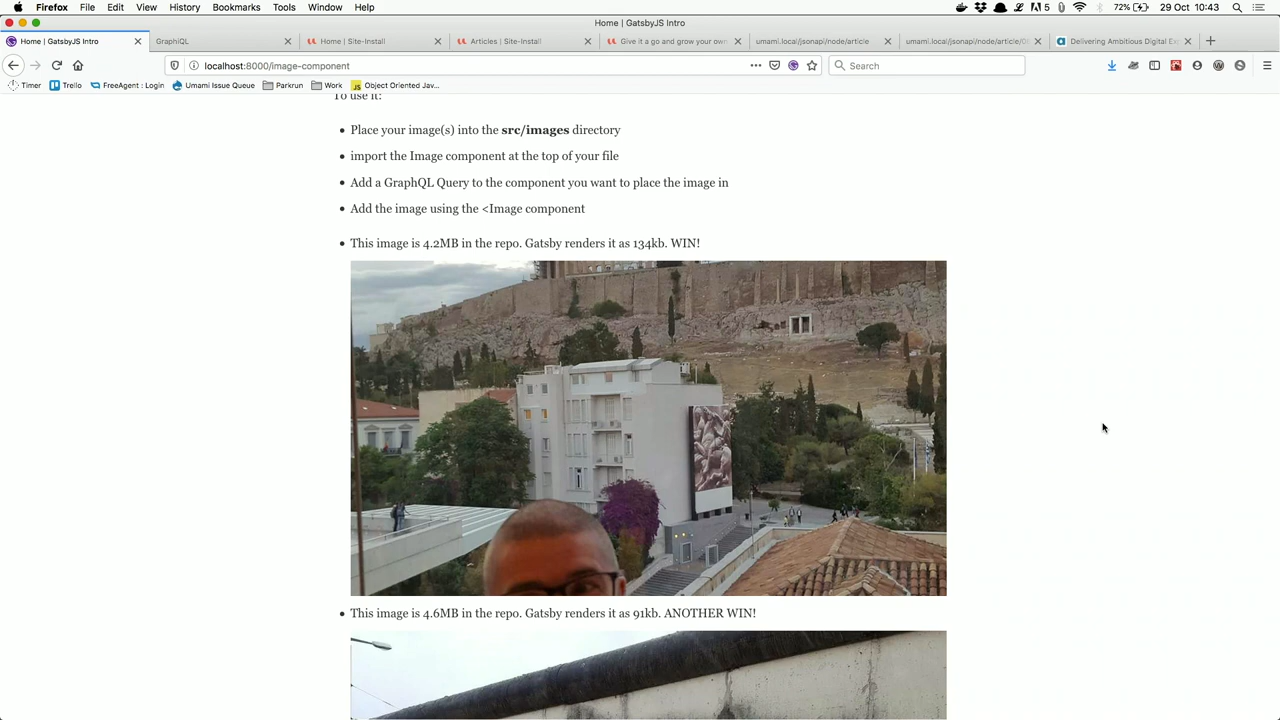 Firefox File Edit View History Bookmarks Tools Window Help 5 72% 29 Oct 10:43
Home | GatsbyJS Intro
Home | GatsbyJS Intro GraphiQL Home | Site-Install Articles | Site-Install Give it a go and grow your own umami.local/jsonapi/node/article umami.local/jsonapi/node/article/ Delivering Ambitious Digital Ex
localhost:8000/image-component Search
Timer Trello FreeAgent : Login Umami Issue Queue Parkrun Work Object Oriented Jav...
To use it:
Place your image(s) into the src/images directory
import the Image component at the top of your file
Add a GraphQL Query to the component you want to place the image in
Add the image using the <Image component
This image is 4.2MB in the repo. Gatsby renders it as 134kb. WIN!
This image is 4.6MB in the repo. Gatsby renders it as 91kb. ANOTHER WIN!